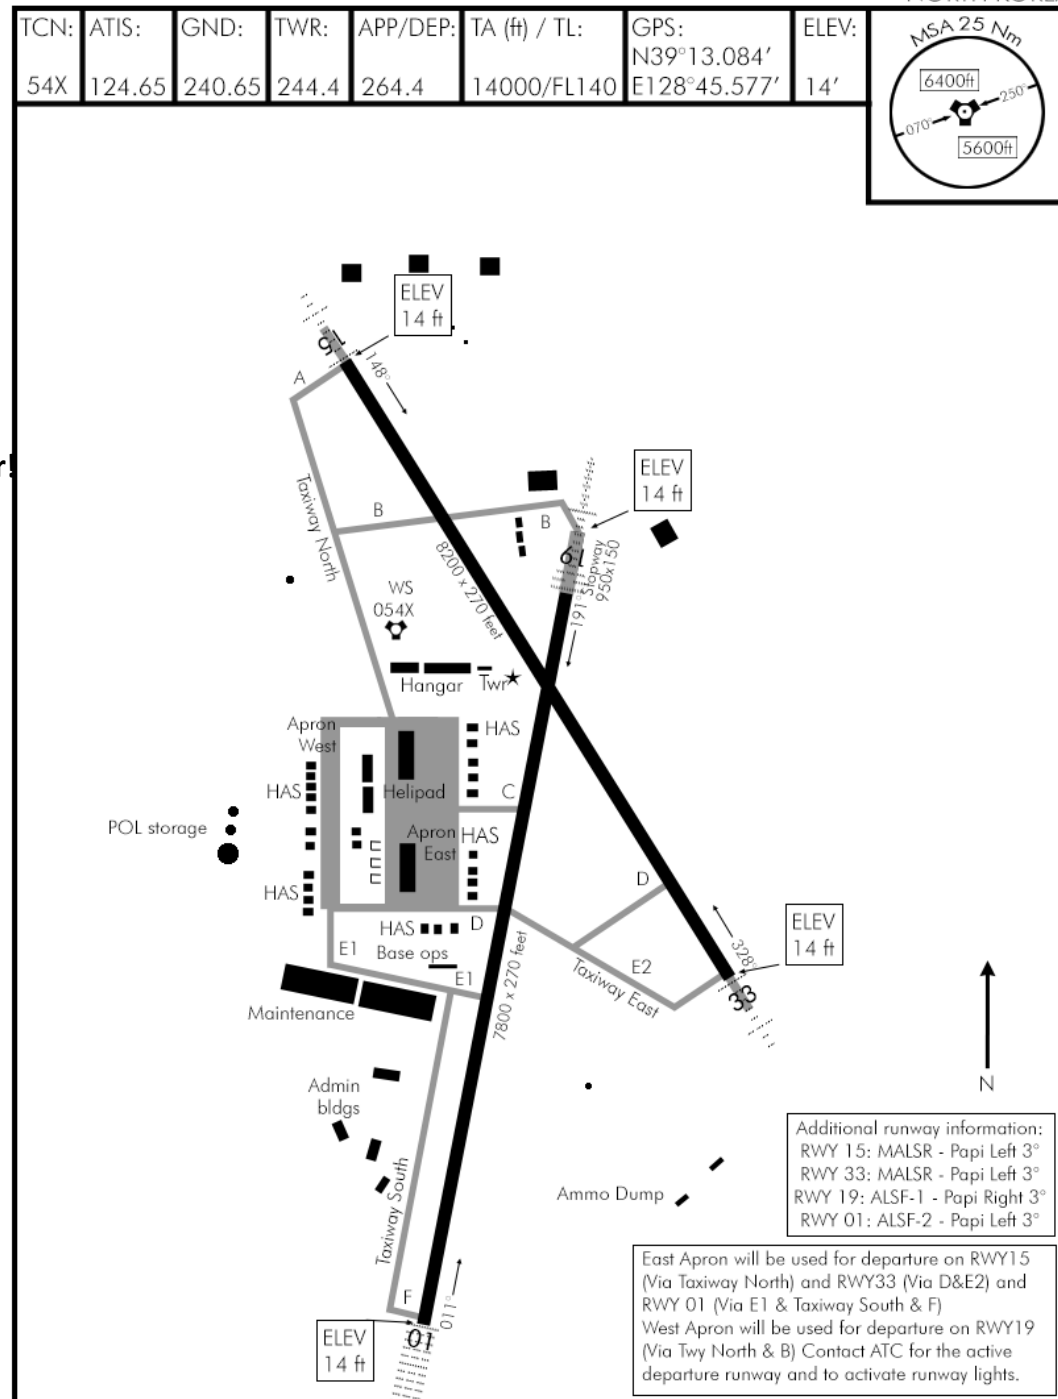 TCN: ATIS: GND: TWR: APP/DEP: TA (ft) / TL: GPS: ELEV:
N39°13.084’
54X 124.65 240.65 244.4 264.4 14000/FL140 E128°45.577’ 14’
MSA 25 Nm
6400ft
250°
070°
5600ft
ELEV
14 ft
15
148°
A
r!
Taxiway North
B
B
ELEV
14 ft
19
Stopway
950x150
191°
8200 x 270 feet
WS
054X
Hangar Twr
Apron
West
HAS
HAS
Helipad
C
POL storage
Apron
East
HAS
HAS
D
D
HAS
Base ops
E1
E1
E2
Taxiway East
ELEV
14 ft
328°
33
Maintenance
7800 x 270 feet
N
Admin
bldgs
Taxiway South
Ammo Dump
F
011°
01
ELEV
14 ft
Additional runway information:
RWY 15: MALSR - Papi Left 3°
RWY 33: MALSR - Papi Left 3°
RWY 19: ALSF-1 - Papi Right 3°
RWY 01: ALSF-2 - Papi Left 3°
East Apron will be used for departure on RWY15
(Via Taxiway North) and RWY33 (Via D&E2) and
RWY 01 (Via E1 & Taxiway South & F)
West Apron will be used for departure on RWY19
(Via Twy North & B) Contact ATC for the active
departure runway and to activate runway lights.